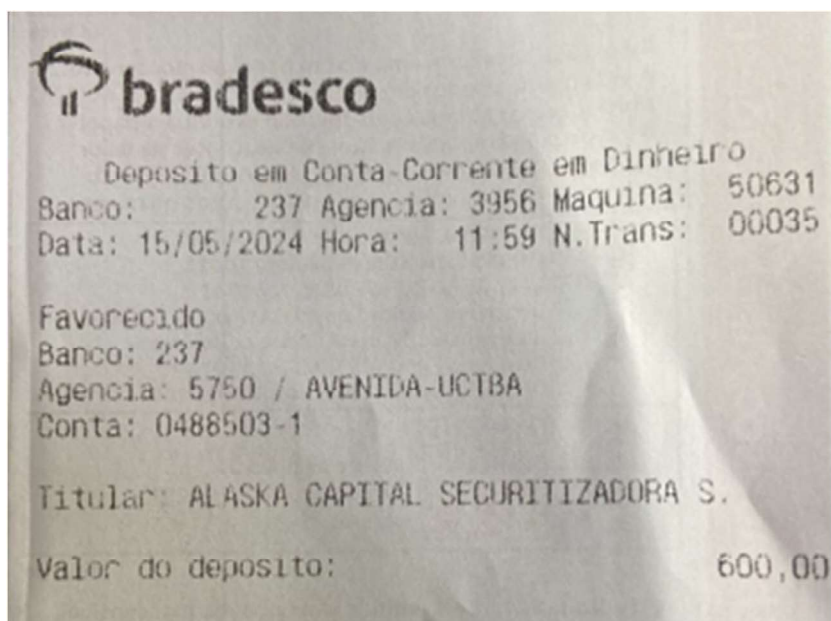 bradesco
Deposito em Conta-Corrente em Dinheiro
Banco: 237 Agencia: 3956 Maquina: 50631
Data: 15/05/2024 Hora: 11:59 N.Trans: 00035
Favorecido
Banco: 237
Agencia: 5750 / AVENIDA-UCTBA
Conta: 0488503-1
Titular: ALASKA CAPITAL SECURITIZADORA S.
Valor do deposito: 600,00